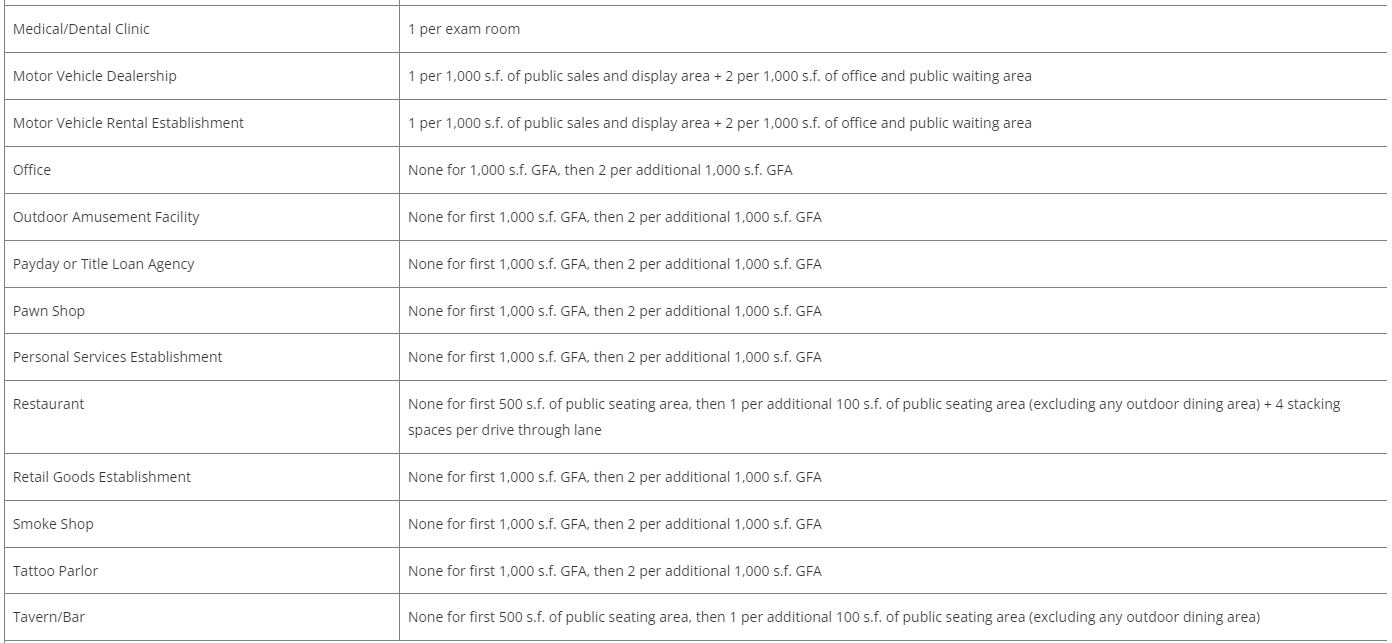 Medical/Dental Clinic
1 per exam room
Motor Vehicle Dealership
1 per 1,000 s.f. of public sales and display area + 2 per 1,000 s.f. of office and public waiting area
Motor Vehicle Rental Establishment
1 per 1,000 s.f. of public sales and display area + 2 per 1,000 s.f. of office and public waiting area
Office
None for 1,000 s.f. GFA, then 2 per additional 1,000 s.f. GFA
Outdoor Amusement Facility
None for first 1,000 s.f. GFA, then 2 per additional 1,000 s.f. GFA
Payday or Title Loan Agency
None for first 1,000 s.f. GFA, then 2 per additional 1,000 s.f. GFA
Pawn Shop
None for first 1,000 s.f. GFA, then 2 per additional 1,000 s.f. GFA
Personal Services Establishment
None for first 1,000 s.f. GFA, then 2 per additional 1,000 s.f. GFA
Restaurant
None for first 500 s.f. of public seating area, then 1 per additional 100 s.f. of public seating area (excluding any outdoor dining area) + 4 stacking
spaces per drive through lane
Retail Goods Establishment
None for first 1,000 s.f. GFA, then 2 per additional 1,000 s.f. GFA
Smoke Shop
None for first 1,000 s.f. GFA, then 2 per additional 1,000 s.f. GFA
Tattoo Parlor
None for first 1,000 s.f. GFA, then 2 per additional 1,000 s.f. GFA
Tavern/Bar
None for first 500 s.f. of public seating area, then 1 per additional 100 s.f. of public seating area (excluding any outdoor dining area)